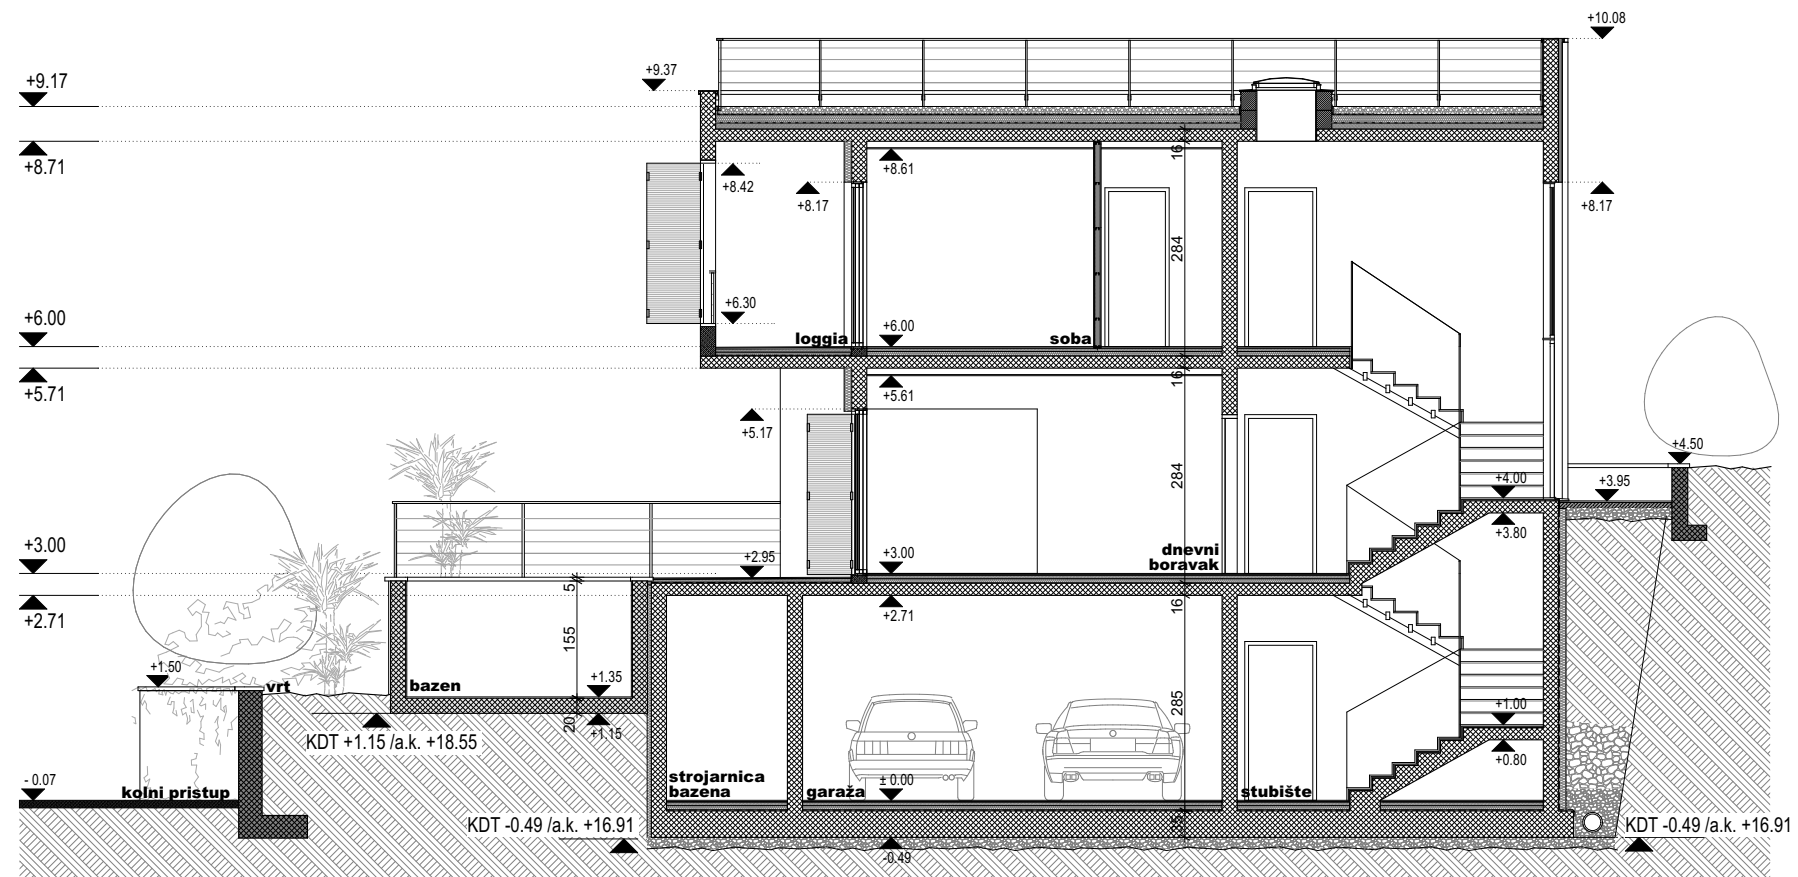 +10.08
+9.37
+9.17
16
+8.71
+8.61
+8.42
+8.17
+8.17
284
+6.30
+6.00
+6.00
loggia
soba
+5.71
16
+5.61
+5.17
+4.50
284
+4.00
+3.95
+3.80
+3.00
+2.95
+3.00
dnevni
boravak
5
+2.71
16
+2.71
155
+1.50
+1.35
vrt
bazen
285
+1.00
20
+1.15
KDT +1.15 /a.k. +18.55
+0.80
- 0.07
kolni pristup
strojarnica
bazena
± 0.00
garaža
stubište
KDT -0.49 /a.k. +16.91
25
KDT -0.49 /a.k. +16.91
-0.49